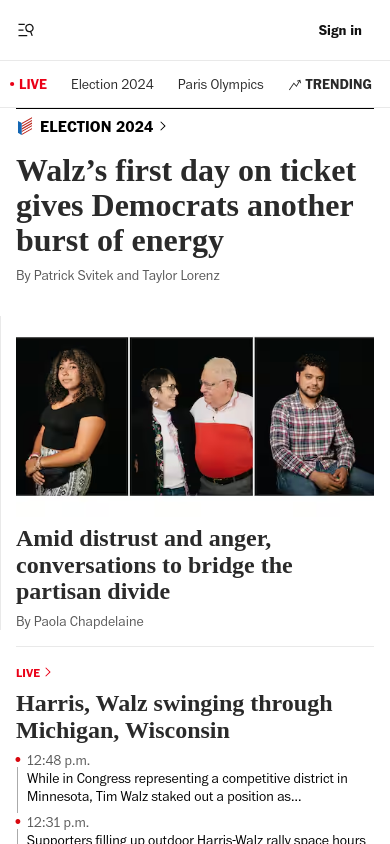 Sign in
LIVE Election 2024 Paris Olympics TRENDING
ELECTION 2024
Walz’s first day on ticket
gives Democrats another
burst of energy
By Patrick Svitek and Taylor Lorenz
Amid distrust and anger,
conversations to bridge the
partisan divide
By Paola Chapdelaine
LIVE
Harris, Walz swinging through
Michigan, Wisconsin
12:48 p.m.
While in Congress representing a competitive district in
Minnesota, Tim Walz staked out a position as...
12:31 p.m.
Supporters filling up outdoor Harris-Walz rally space hours